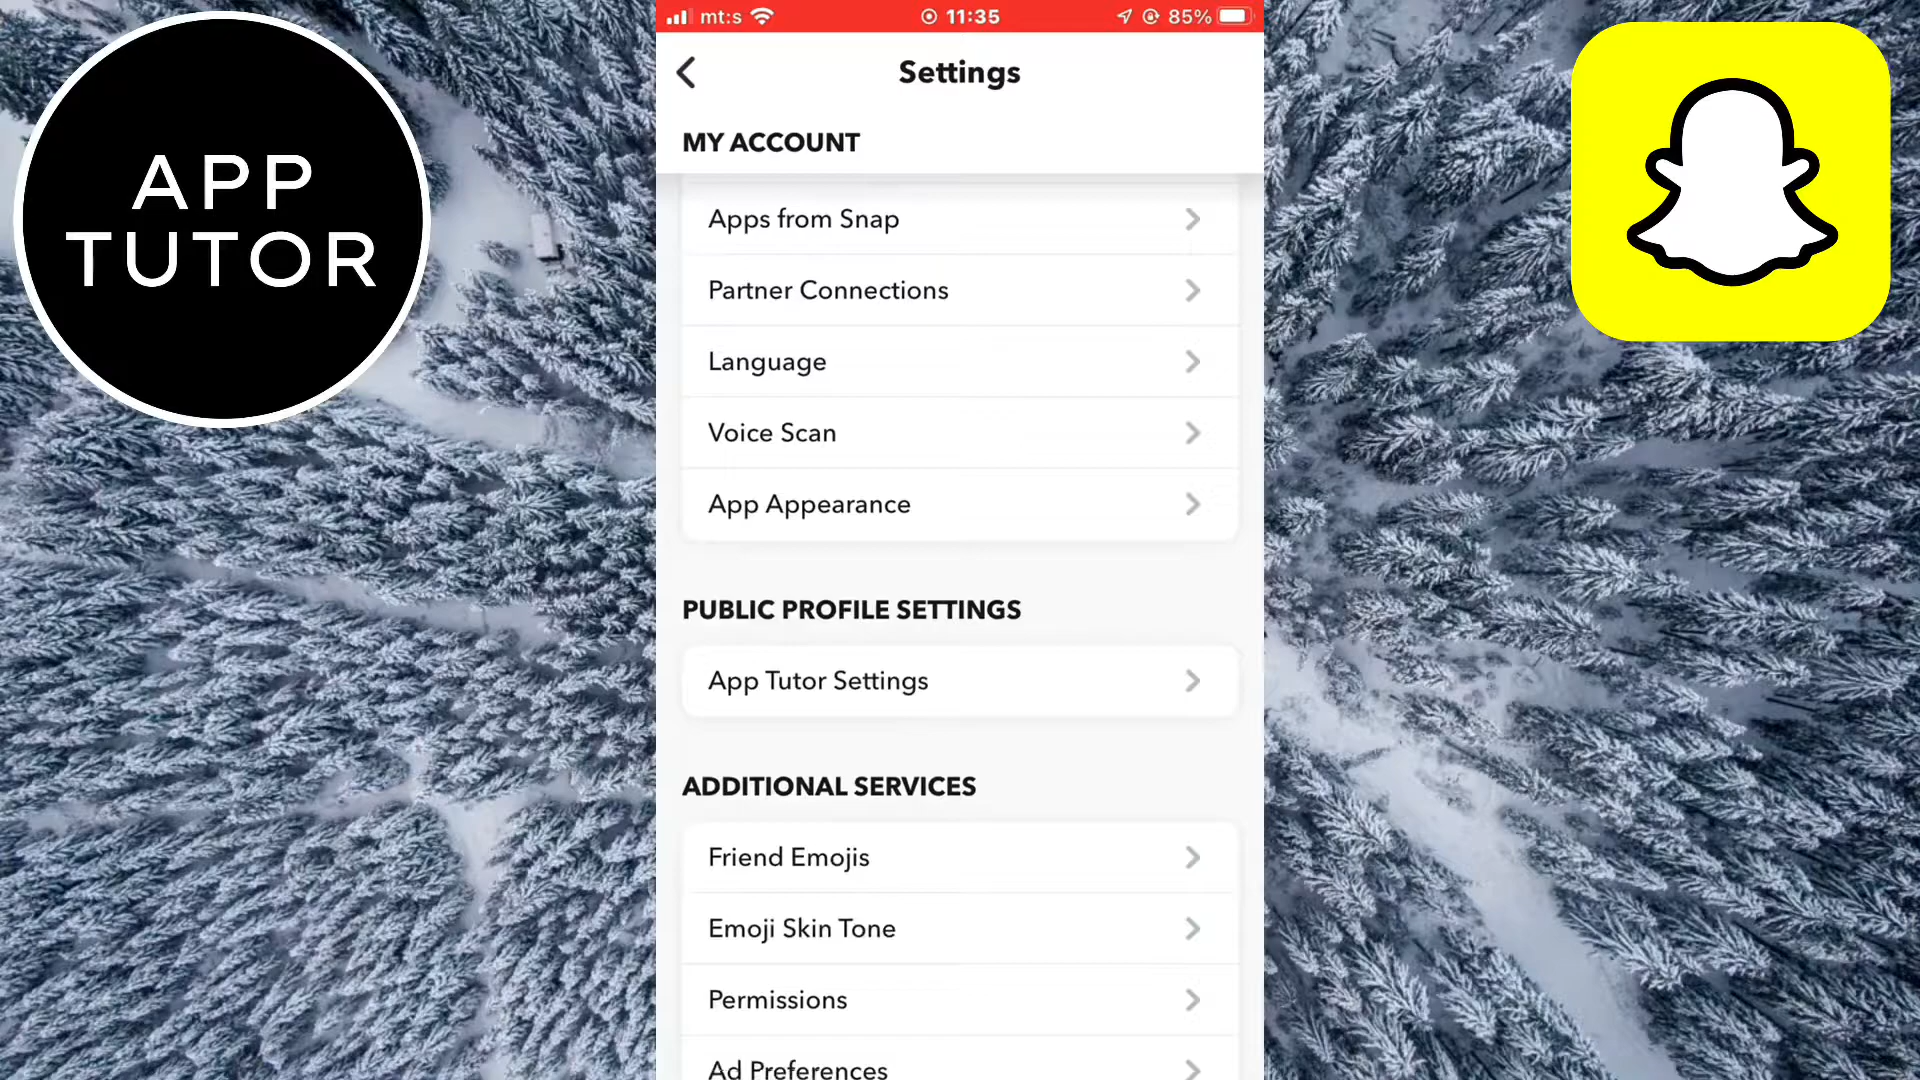 APP
TUTOR
mt:s
11:35
85%
Settings
MY ACCOUNT
Apps from Snap
Partner Connections
Language
Voice Scan
App Appearance
PUBLIC PROFILE SETTINGS
App Tutor Settings
ADDITIONAL SERVICES
Friend Emojis
Emoji Skin Tone
Permissions
Ad Preferences